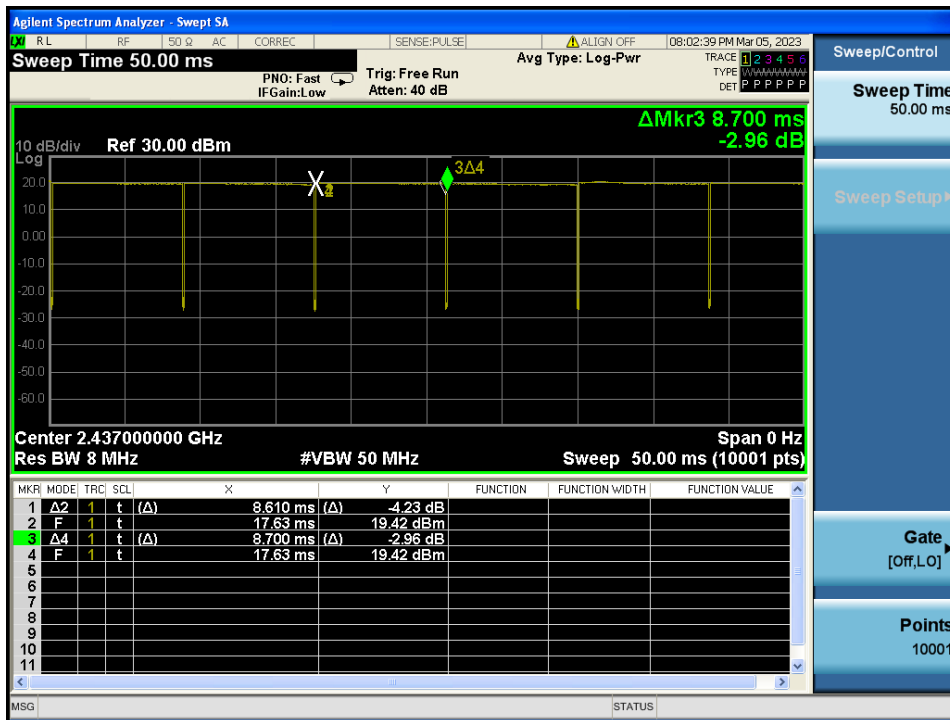 Agilent Spectrum Analyzer - Swept SA
LXI RL RF 50 Ω AC CORREC SENSE:PULSE ALIGN OFF 08:02:39 PM Mar 05, 2023
Sweep Time 50.00 ms
PNO: Fast
IFGain:Low
Trig: Free Run
Atten: 40 dB
Avg Type: Log-Pwr
TRACE 1 2 3 4 5 6
TYPE WWWWWW
DET P P P P P P
ΔMkr3 8.700 ms
-2.96 dB
10 dB/div Ref 30.00 dBm
Log
20.0
10.0
0.00
-10.0
-20.0
-30.0
-40.0
-50.0
-60.0
3Δ4
Center 2.437000000 GHz Span 0 Hz
Res BW 8 MHz #VBW 50 MHz Sweep 50.00 ms (10001 pts)
MKR MODE TRC SCL X Y FUNCTION FUNCTION WIDTH FUNCTION VALUE
1 Δ2 1 t (Δ) 8.610 ms (Δ) -4.23 dB
2 F 1 t 17.63 ms 19.42 dBm
3 Δ4 1 t (Δ) 8.700 ms (Δ) -2.96 dB
4 F 1 t 17.63 ms 19.42 dBm
5
6
7
8
9
10
11
MSG STATUS
Sweep/Control
Sweep Time
50.00 ms
Sweep Setup
Gate
[Off,LO]
Points
10001